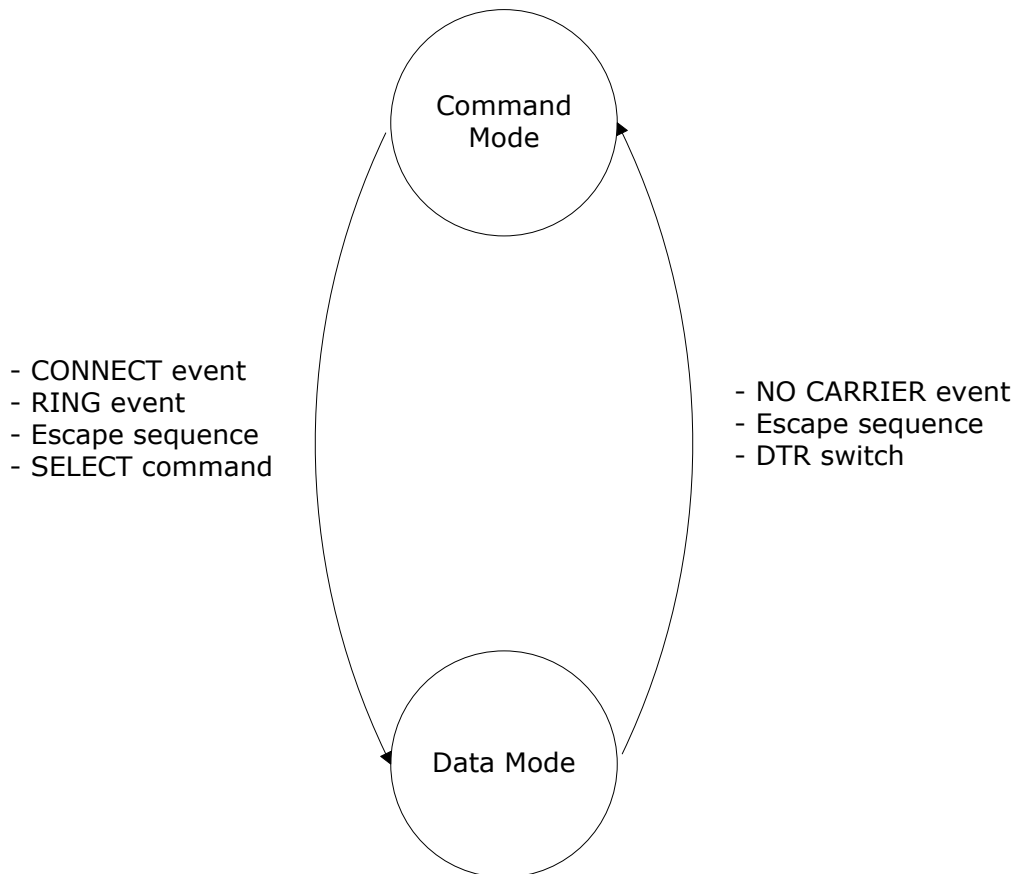 Command
Mode
- CONNECT event
- RING event
- Escape sequence
- SELECT command
- NO CARRIER event
- Escape sequence
- DTR switch
Data Mode